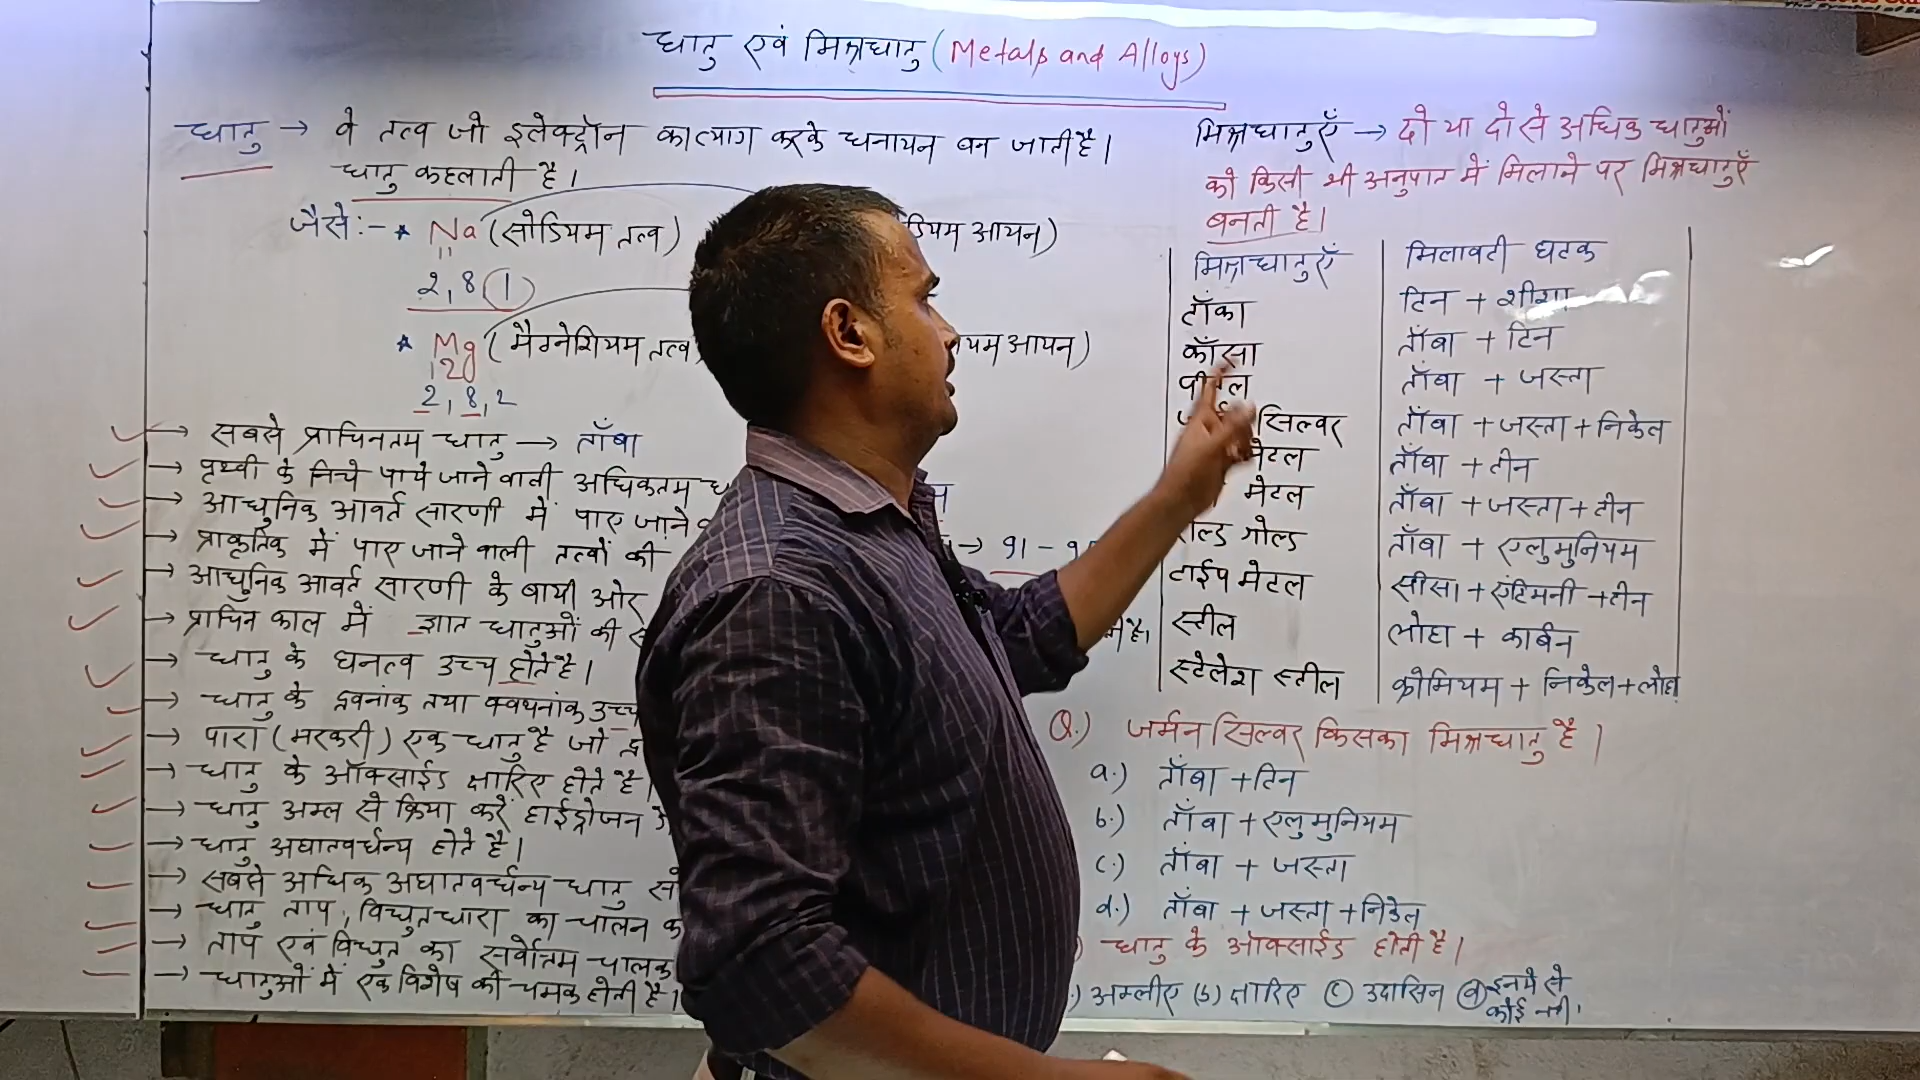 धातु एवं मिश्रधातु (Metals and Alloys)
धातु → वे तत्व जो इलेक्ट्रॉन का त्याग करके धनायन बन जाती है।
धातु कहलाती है।
जैसे:- * Na (सोडियम तत्व) डियम आयन)
11
2, 8 1
* Mg (मैग्नेशियम तत्व यम आयन)
12
2, 8, 2
→ सबसे प्राचिनतम धातु → ताँबा
→ पृथ्वी के निचे पाये जाने वाली अधिकतम
→ आधुनिक आवर्त सारणी में पाए जाने
→ प्राकृतिक में पाए जाने वाली तत्वों की → 91 -
→ आधुनिक आवर्त सारणी के बायी ओर
→ प्राचिन काल में ज्ञात धातुओं की
→ धातु के घनत्व उच्च होते है।
→ धातु के द्रवनांक तथा क्वथनांक उच्च
→ पारा (मरकरी) एक धातु है जो
→ धातु के ऑक्साईड क्षारिए होते है।
→ धातु अम्ल से क्रिया करें हाईड्रोजन
→ धातु अघातवर्धन्य होते है।
→ सबसे अधिक अघातवर्धन्य धातु
→ धातु ताप, विद्युतधारा का चालन
→ ताप एवं विद्युत का सर्वोत्तम चालक
→ धातुओं में एक विशेष की चमक होती है।
मिश्रधातुएँ → दो या दो से अधिक धातुओं
को किसी भी अनुपात में मिलाने पर मिश्रधातुएँ
बनती है।
मिश्रधातुएँ मिलावटी घटक
टाँका टिन + शीशा
काँसा ताँबा + टिन
पीतल ताँबा + जस्ता
सिल्वर ताँबा + जस्ता + निकेल
मेटल ताँबा + टीन
मेटल ताँबा + जस्ता + टीन
रोल्ड गोल्ड ताँबा + एलुमुनियम
टाईप मेटल सीसा + एंटिमनी + टीन
स्टील लोहा + कार्बन
स्टेलेश स्टील क्रोमियम + निकेल + लोहा
Q.) जर्मन सिल्वर किसका मिश्रधातु है।
a.) ताँबा + टिन
b.) ताँबा + एलुमुनियम
c.) ताँबा + जस्ता
d.) ताँबा + जस्ता + निकेल
धातु के ऑक्साईड होती है।
अम्लीए (b) क्षारिए (c) उदासिन (d) इनमे से
कोई नही।